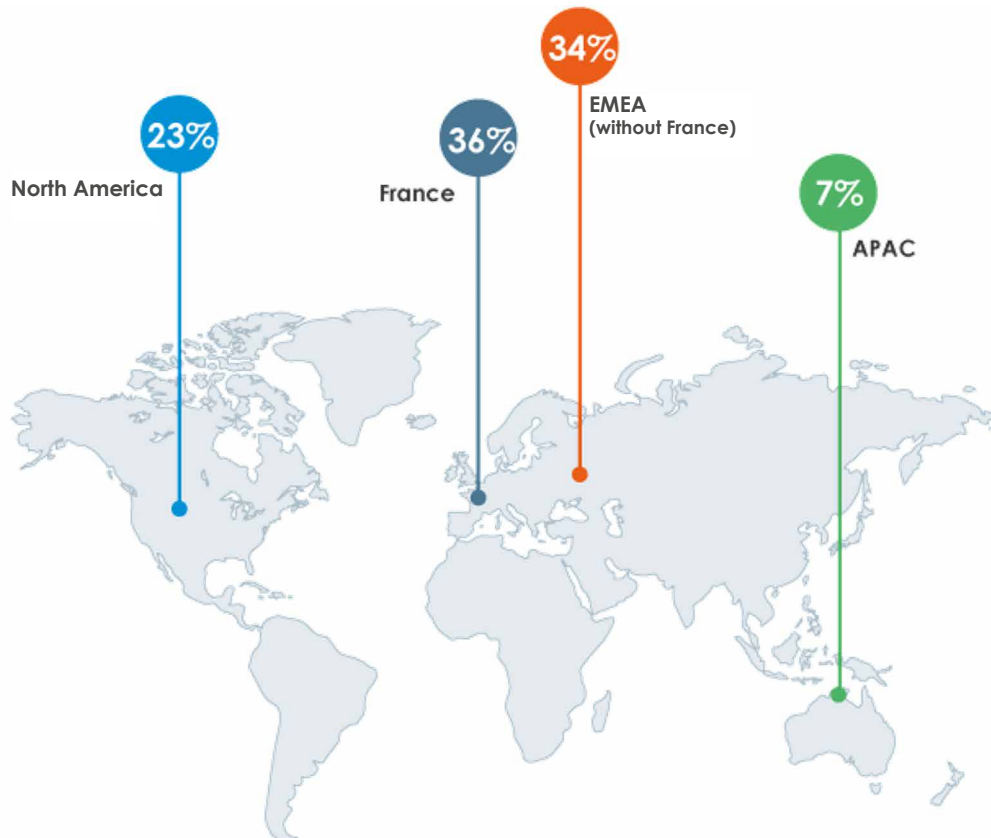 34%
EMEA
(without France)
23%
North America
36%
France
7%
APAC